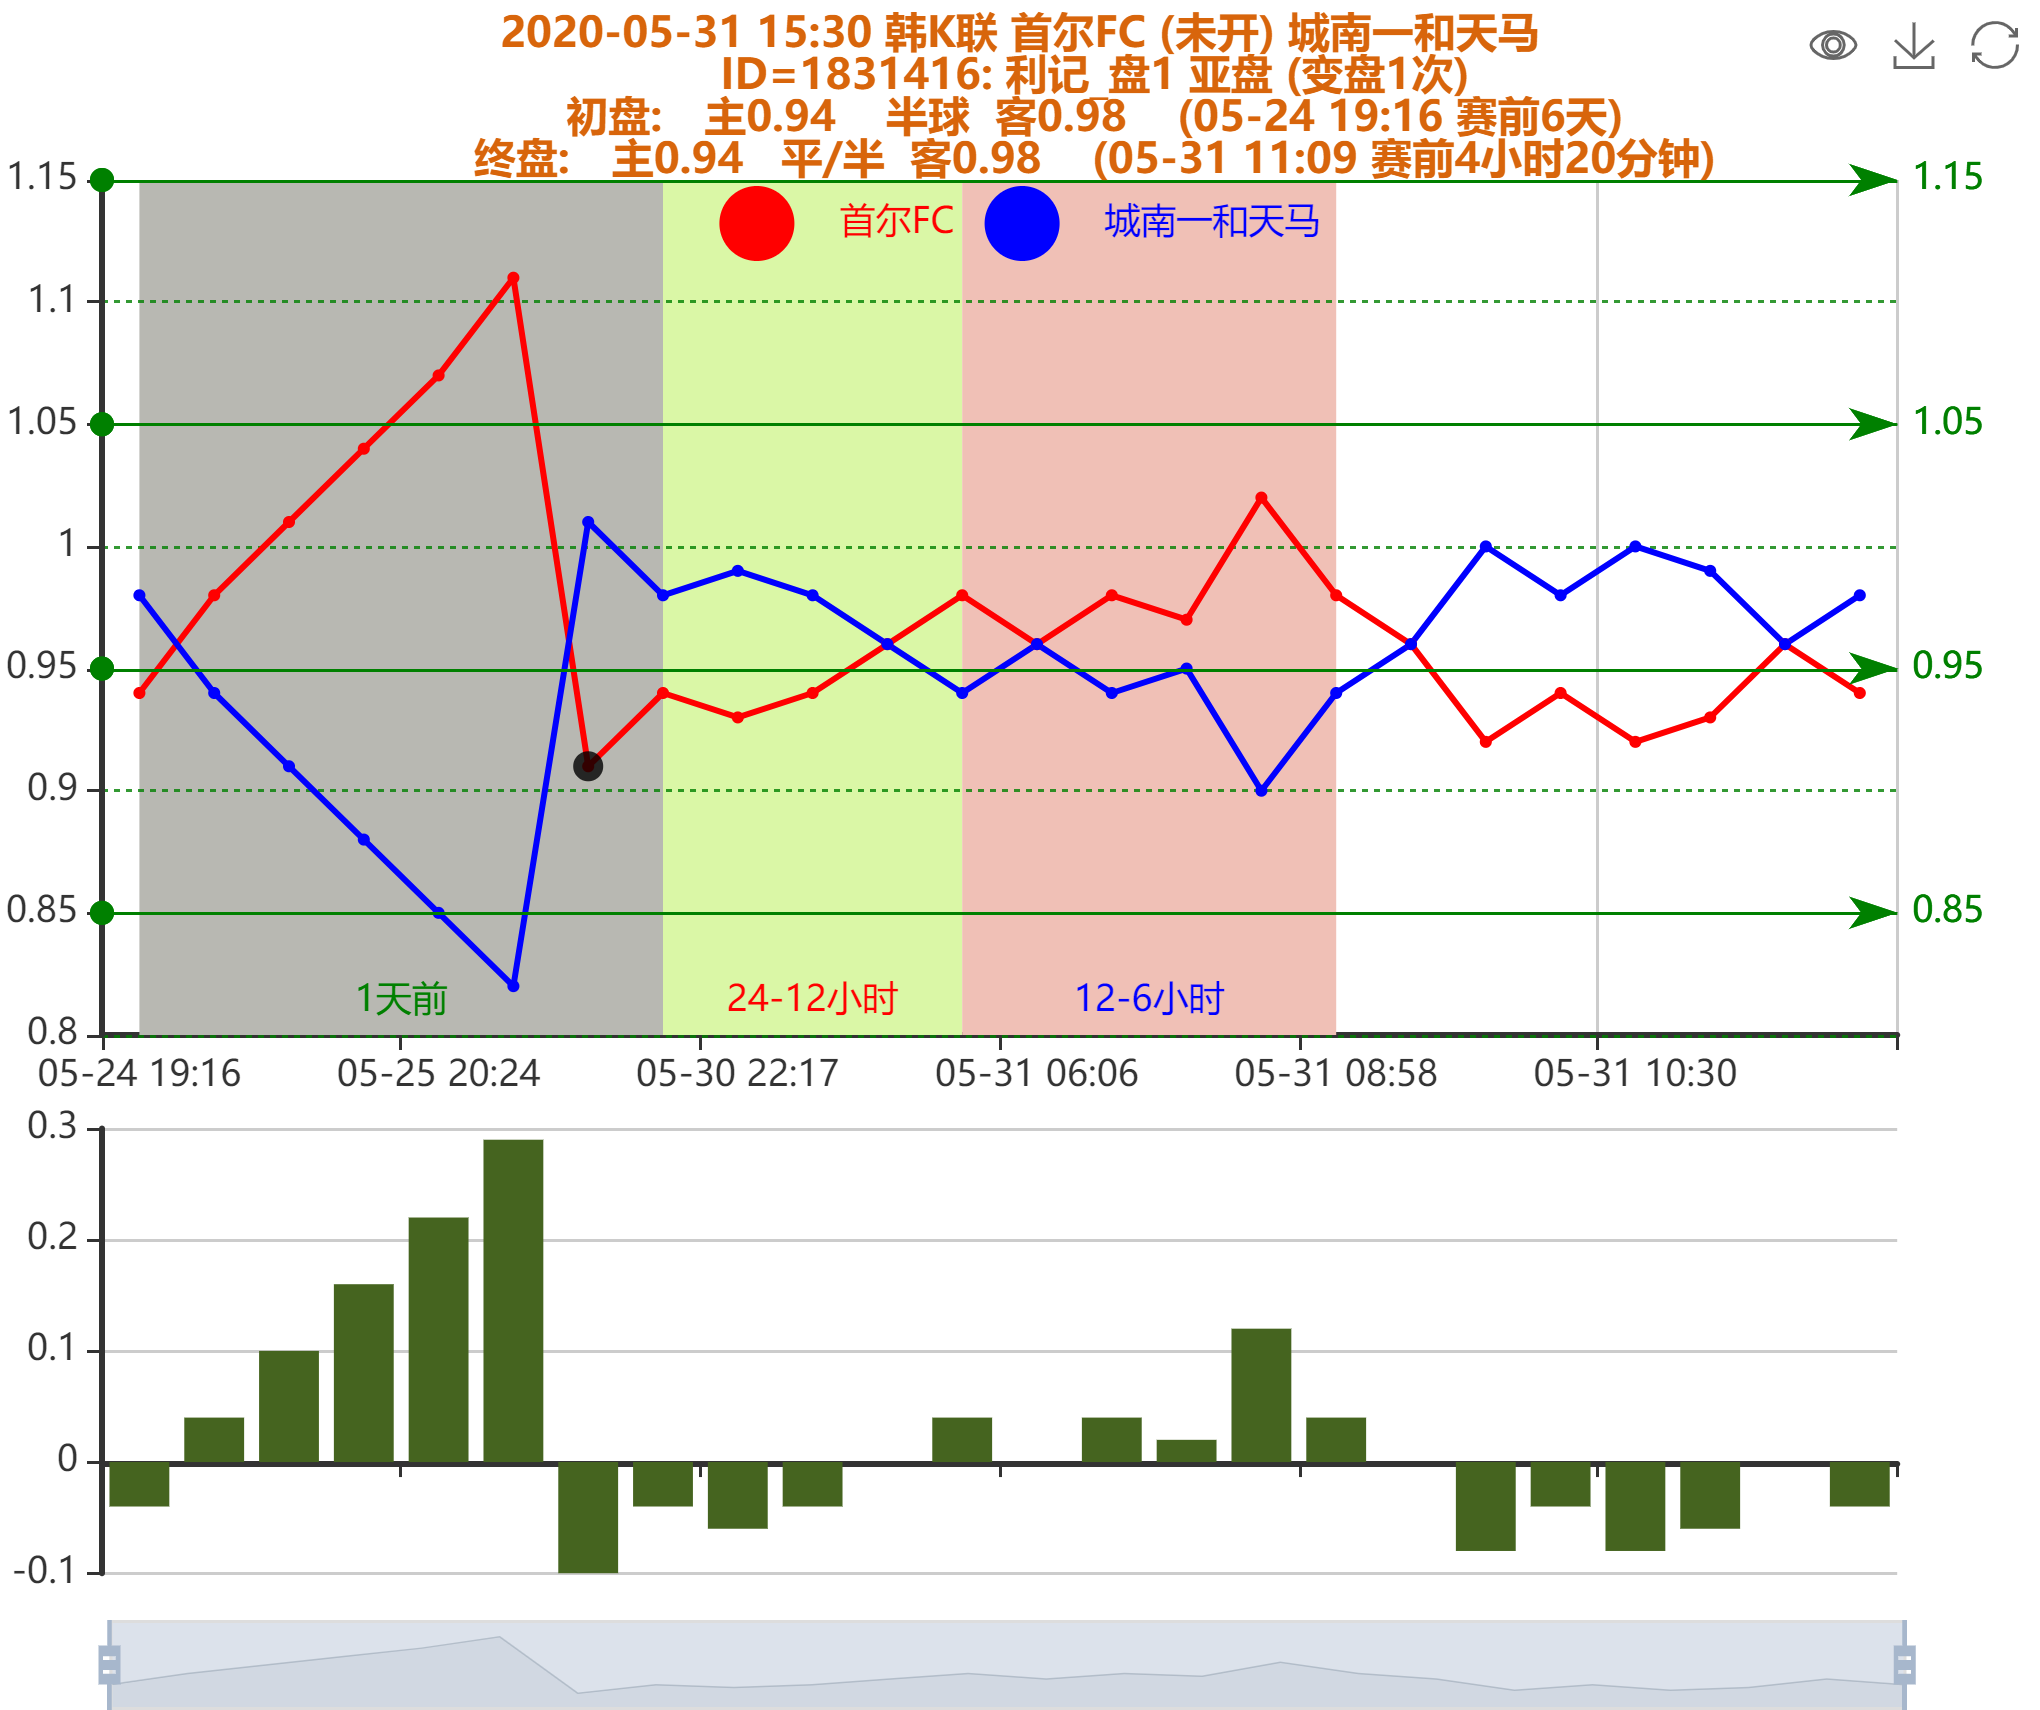 2020-05-31 15:30 韩K联 首尔FC (未开) 城南一和天马
ID=1831416: 利记_盘1 亚盘 (变盘1次)
初盘: 主0.94 半球 客0.98 (05-24 19:16 赛前6天)
终盘: 主0.94 平/半 客0.98 (05-31 11:09 赛前4小时20分钟)
首尔FC 城南一和天马
1.15 1.15
1.1
1.05 1.05
1
0.95 0.95
0.9
0.85 0.85
1天前 24-12小时 12-6小时
0.8
05-24 19:16 05-25 20:24 05-30 22:17 05-31 06:06 05-31 08:58 05-31 10:30
0.3
0.2
0.1
0
-0.1